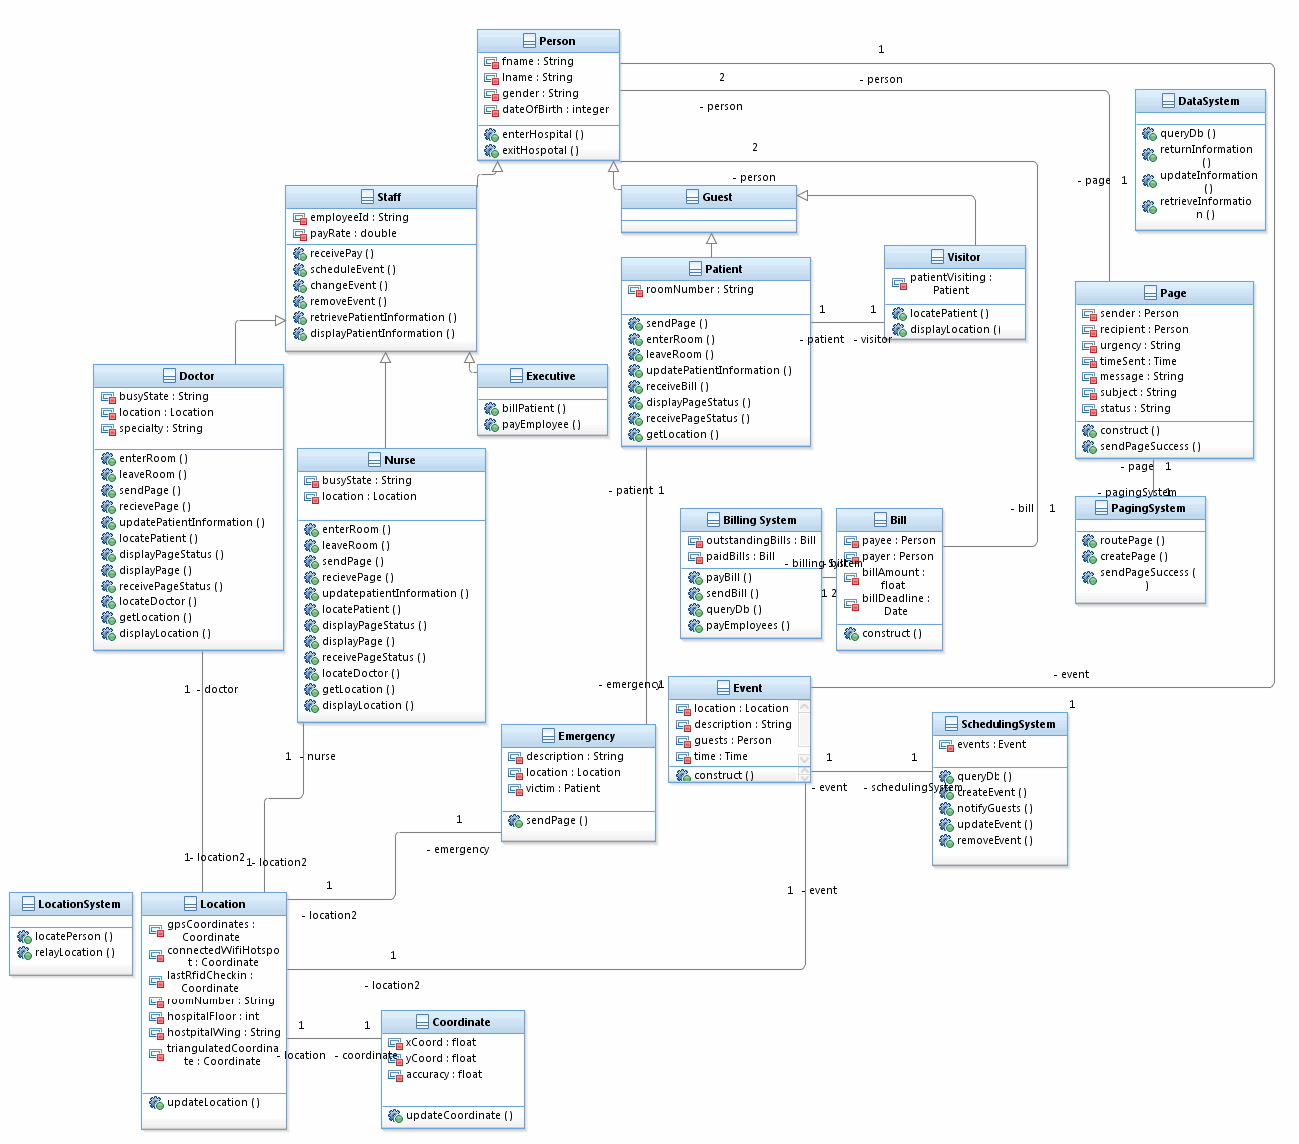 Person
fname : String
lname : String
gender : String
dateOfBirth : integer
enterHospital ( )
exitHospotal ( )
1
- person
2
- person
2
- person
DataSystem
queryDb ( )
returnInformation
( )
updateInformation
( )
retrieveInformatio
n ( )
- page 1
Staff
employeeId : String
payRate : double
receivePay ( )
scheduleEvent ( )
changeEvent ( )
removeEvent ( )
retrievePatientInformation ( )
displayPatientInformation ( )
Guest
Visitor
patientVisiting :
Patient
locatePatient ( )
displayLocation ( )
Patient
roomNumber : String
sendPage ( )
enterRoom ( )
leaveRoom ( )
updatePatientInformation ( )
receiveBill ( )
displayPageStatus ( )
receivePageStatus ( )
getLocation ( )
1
1
- patient
- visitor
Page
sender : Person
recipient : Person
urgency : String
timeSent : Time
message : String
subject : String
status : String
construct ( )
sendPageSuccess ( )
- page 1
- pagingSystem
1
PagingSystem
routePage ( )
createPage ( )
sendPageSuccess (
)
Doctor
busyState : String
location : Location
specialty : String
enterRoom ( )
leaveRoom ( )
sendPage ( )
recievePage ( )
updatePatientInformation ( )
locatePatient ( )
displayPageStatus ( )
displayPage ( )
receivePageStatus ( )
locateDoctor ( )
getLocation ( )
displayLocation ( )
Executive
billPatient ( )
payEmployee ( )
Nurse
busyState : String
location : Location
enterRoom ( )
leaveRoom ( )
sendPage ( )
recievePage ( )
updatepatientInformation ( )
locatePatient ( )
displayPageStatus ( )
displayPage ( )
receivePageStatus ( )
locateDoctor ( )
getLocation ( )
displayLocation ( )
- patient 1
- bill 1
Billing System
outstandingBills : Bill
paidBills : Bill
payBill ( )
sendBill ( )
queryDb ( )
payEmployees ( )
1 2
Bill
payee : Person
payer : Person
billAmount :
float
billDeadline :
Date
construct ( )
1 - doctor
- emergency 1
Event
location : Location
description : String
guests : Person
time : Time
construct ( )
- event
1
1 - nurse
Emergency
description : String
location : Location
victim : Patient
sendPage ( )
1
1
- event
- schedulingSystem
SchedulingSystem
events : Event
queryDb ( )
createEvent ( )
notifyGuests ( )
updateEvent ( )
removeEvent ( )
1
- emergency
1 - location2
1 - location2
1
- location2
1 - event
LocationSystem
locatePerson ( )
relayLocation ( )
Location
gpsCoordinates :
Coordinate
connectedWifiHotspo
t : Coordinate
lastRfidCheckin :
Coordinate
roomNumber : String
hospitalFloor : int
hostpitalWing : String
triangulatedCoordina
te : Coordinate
updateLocation ( )
1
- location2
1
1
- location
- coordinate
Coordinate
xCoord : float
yCoord : float
accuracy : float
updateCoordinate ( )